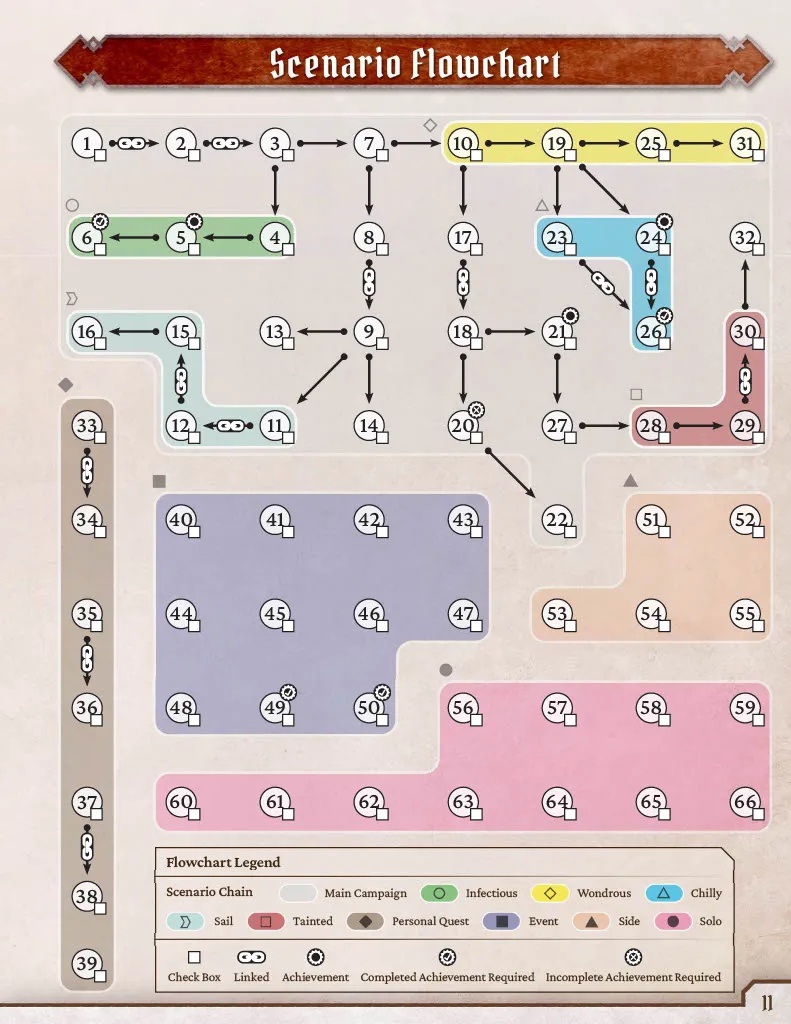 Scenario Flowchart
1 2 3 7 10 19 25 31
6 5 4 8 17 23 24 32
16 15 13 9 18 21 26 30
33 12 11 14 20 27 28 29
34 40 41 42 43 22 51 52
35 44 45 46 47 53 54 55
36 48 49 50 56 57 58 59
37 60 61 62 63 64 65 66
38
39
Flowchart Legend
Scenario Chain Main Campaign Infectious Wondrous Chilly
Sail Tainted Personal Quest Event Side Solo
Check Box Linked Achievement Completed Achievement Required Incomplete Achievement Required
11